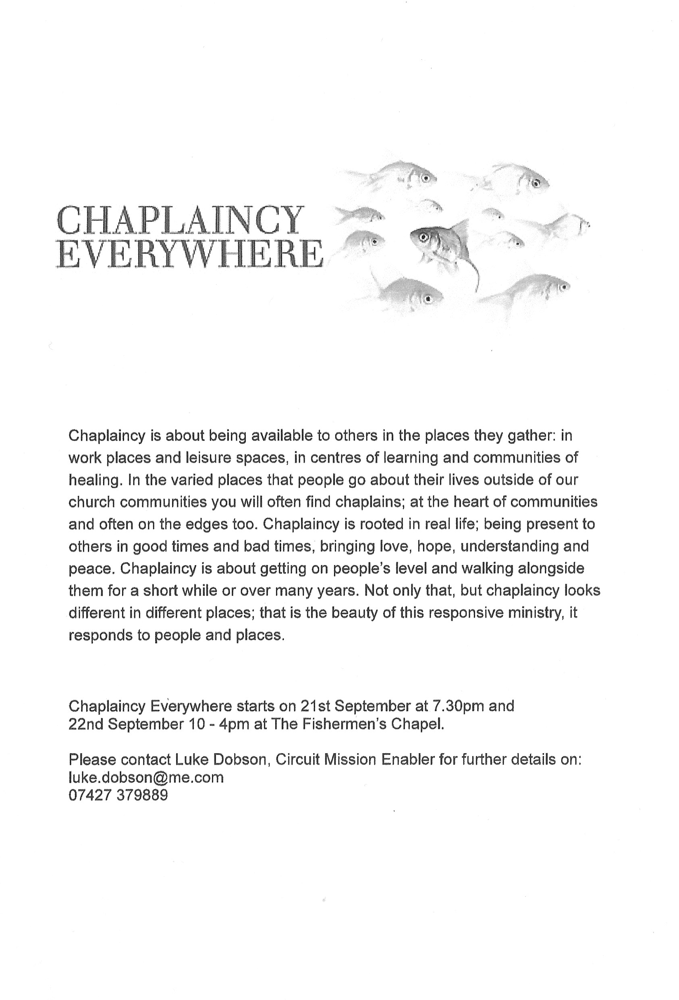 CHAPLAINCY
EVERYWHERE
Chaplaincy is about being available to others in the places they gather: in
work places and leisure spaces, in centres of learning and communities of
healing. In the varied places that people go about their lives outside of our
church communities you will often find chaplains; at the heart of communities
and often on the edges too. Chaplaincy is rooted in real life; being present to
others in good times and bad times, bringing love, hope, understanding and
peace. Chaplaincy is about getting on people's level and walking alongside
them for a short while or over many years. Not only that, but chaplaincy looks
different in different places; that is the beauty of this responsive ministry, it
responds to people and places.
Chaplaincy Everywhere starts on 21st September at 7.30pm and
22nd September 10 - 4pm at The Fishermen's Chapel.
Please contact Luke Dobson, Circuit Mission Enabler for further details on:
luke.dobson@me.com
07427 379889